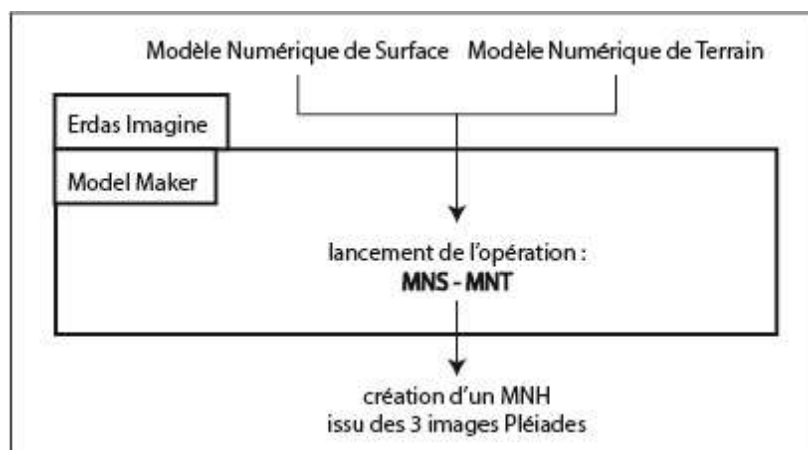 Modèle Numérique de Surface Modèle Numérique de Terrain
Erdas Imagine
Model Maker
lancement de l'opération :
MNS - MNT
création d'un MNH
issu des 3 images Pléiades